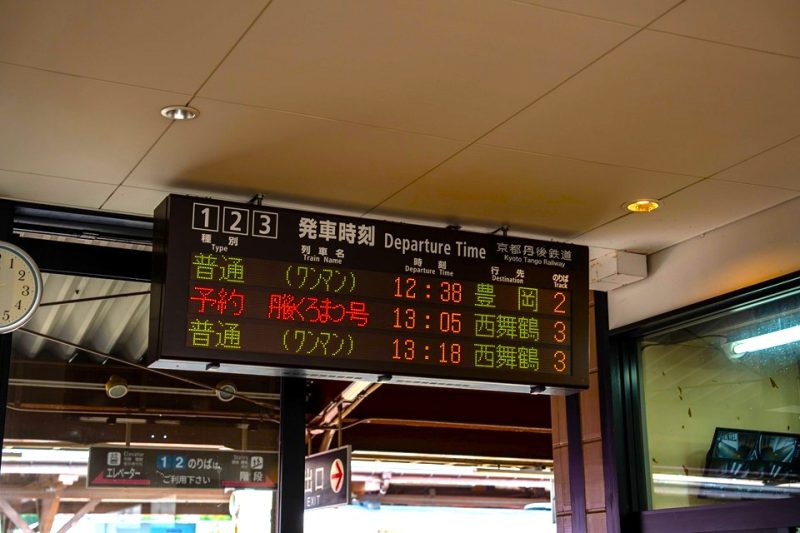 1 2 3 発車時刻 Departure Time 京都丹後鉄道
Kyoto Tango Railway
種別 列車名 時刻 行先 のりば
Type Train Name Departure Time Destination Track
普通 (ワンマン) 12:38 豊岡 2
予約 丹後くろまつ号 13:05 西舞鶴 3
普通 (ワンマン) 13:18 西舞鶴 3
Elevator
エレベーター
1 2 のりばは、
ご利用下さい
Stairs
階段
出口
EXIT